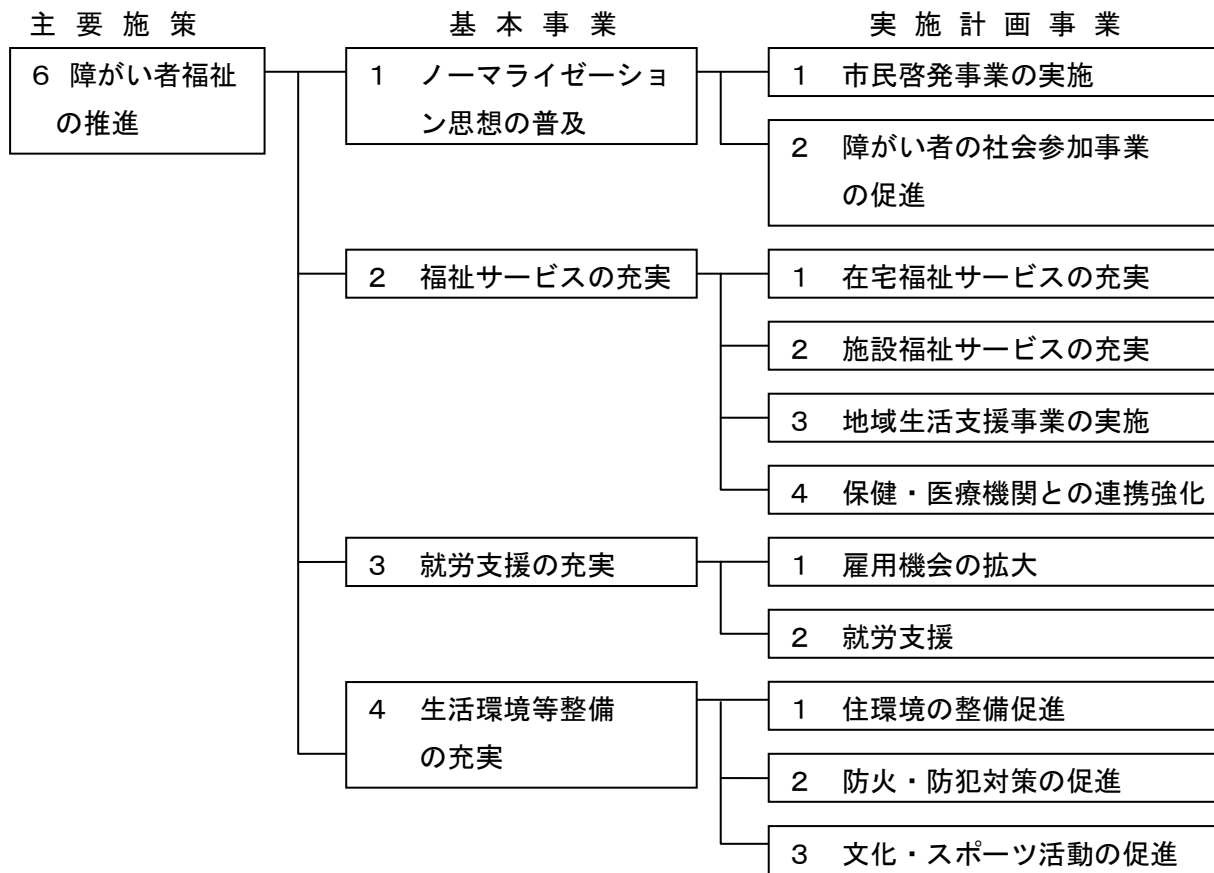 主要施策
基本事業
実施計画事業
6 障がい者福祉
の推進
1 ノーマライゼーショ
ン思想の普及
1 市民啓発事業の実施
2 障がい者の社会参加事業
の促進
2 福祉サービスの充実
1 在宅福祉サービスの充実
2 施設福祉サービスの充実
3 地域生活支援事業の実施
4 保健・医療機関との連携強化
3 就労支援の充実
1 雇用機会の拡大
2 就労支援
4 生活環境等整備
の充実
1 住環境の整備促進
2 防火・防犯対策の促進
3 文化・スポーツ活動の促進